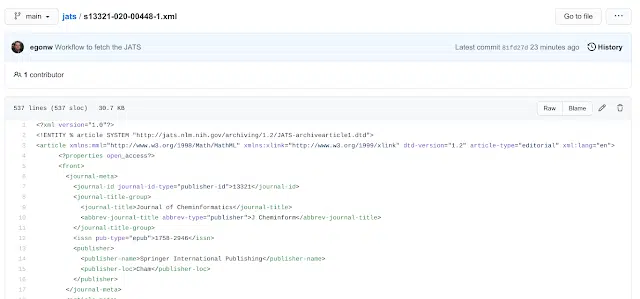 main
jats / s13321-020-00448-1.xml
Go to file
...
egonw Workflow to fetch the JATS
Latest commit 81fd27d 23 minutes ago
History
1 contributor
537 lines (537 sloc) 30.7 KB
Raw
Blame
1 <?xml version="1.0"?>
2 <!ENTITY % article SYSTEM "http://jats.nlm.nih.gov/archiving/1.2/JATS-archivearticle1.dtd">
3 <article xmlns:mml="http://www.w3.org/1998/Math/MathML" xmlns:xlink="http://www.w3.org/1999/xlink" dtd-version="1.2" article-type="editorial" xml:lang="en">
4 <?properties open_access?>
5 <front>
6 <journal-meta>
7 <journal-id journal-id-type="publisher-id">13321</journal-id>
8 <journal-title-group>
9 <journal-title>Journal of Cheminformatics</journal-title>
10 <abbrev-journal-title abbrev-type="publisher">J Cheminform</abbrev-journal-title>
11 </journal-title-group>
12 <issn pub-type="epub">1758-2946</issn>
13 <publisher>
14 <publisher-name>Springer International Publishing</publisher-name>
15 <publisher-loc>Cham</publisher-loc>
16 </publisher>
17 </journal-meta>